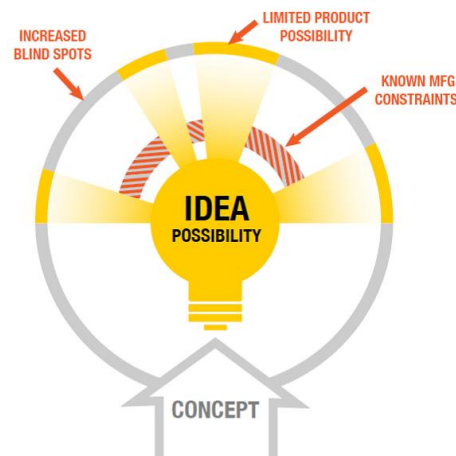 INCREASED
BLIND SPOTS
LIMITED PRODUCT
POSSIBILITY
KNOWN MFG
CONSTRAINTS
IDEA
POSSIBILITY
CONCEPT